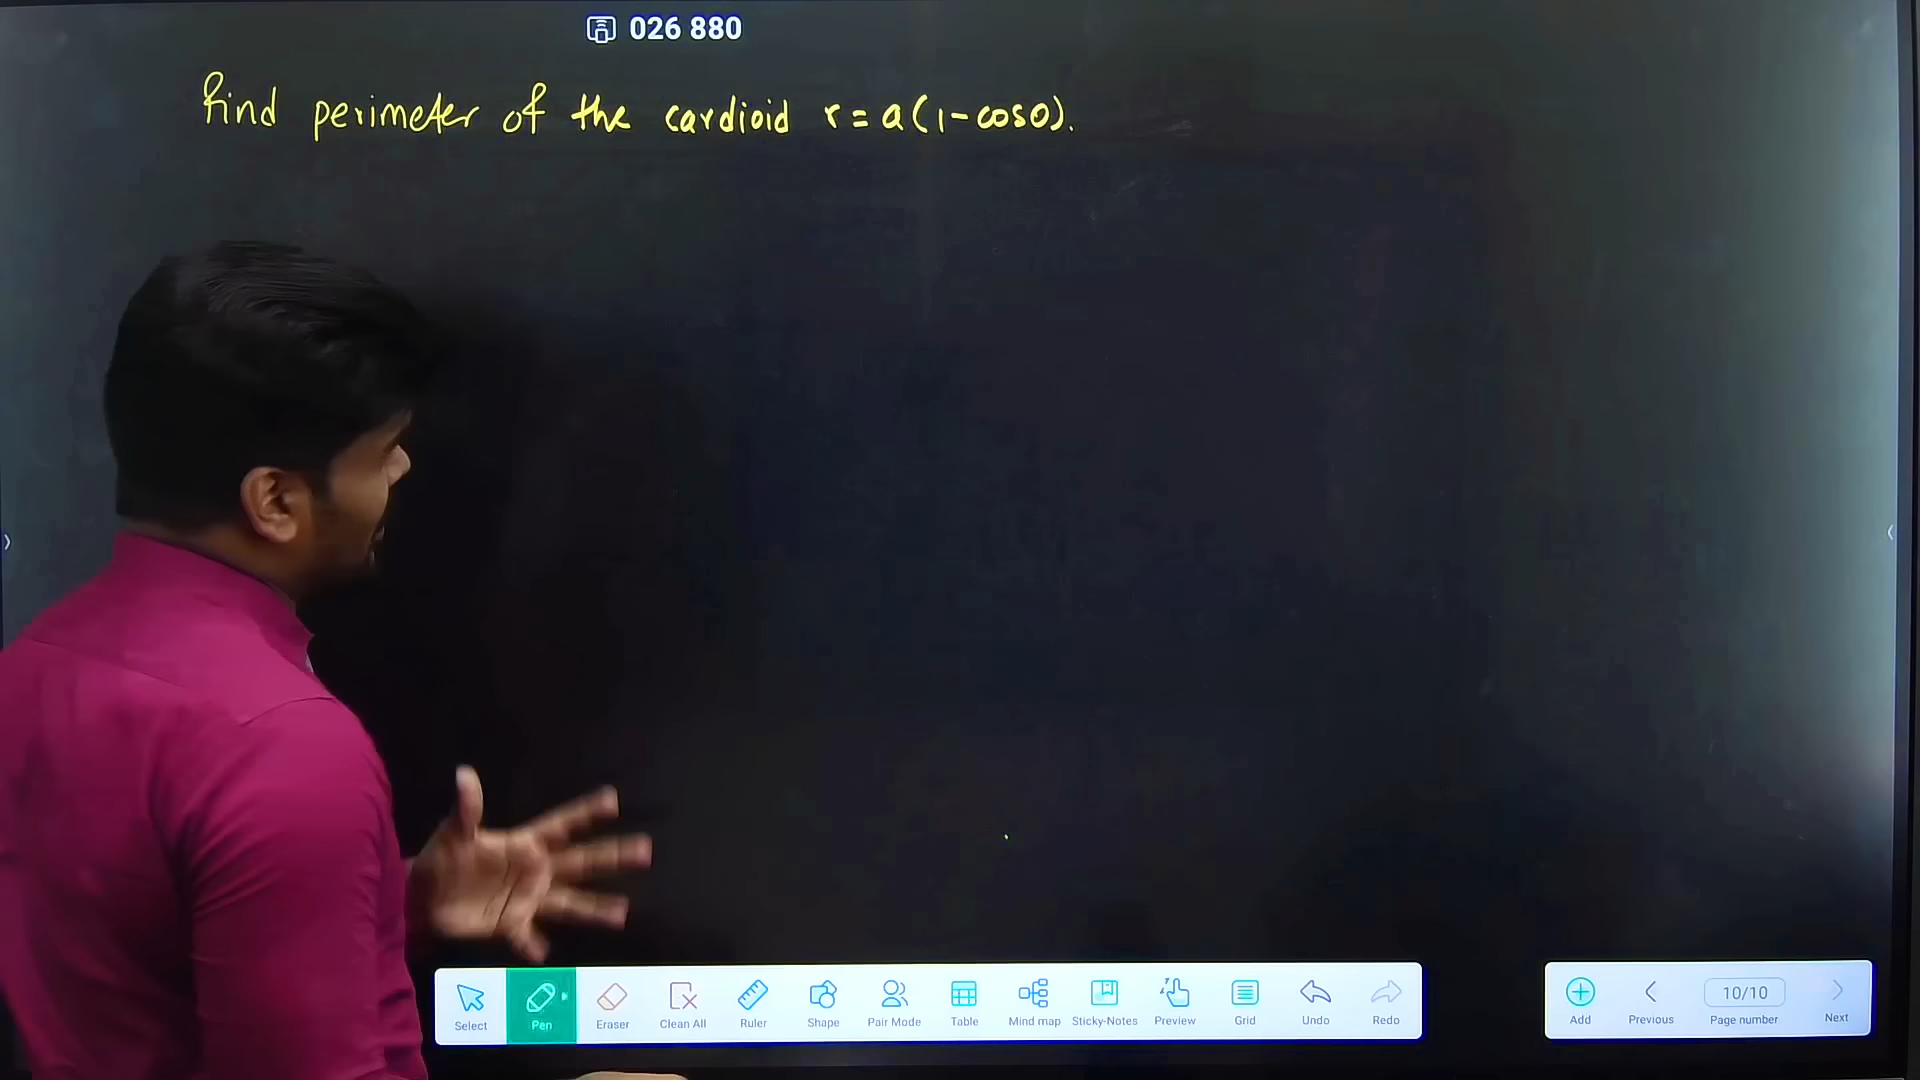 026 880
Find perimeter of the cardioid r = a(1-cosθ).
Select Pen Eraser Clean All Ruler Shape Pair Mode Table Mind map Sticky-Notes Preview Grid Undo Redo
10/10
Add Previous Page number Next